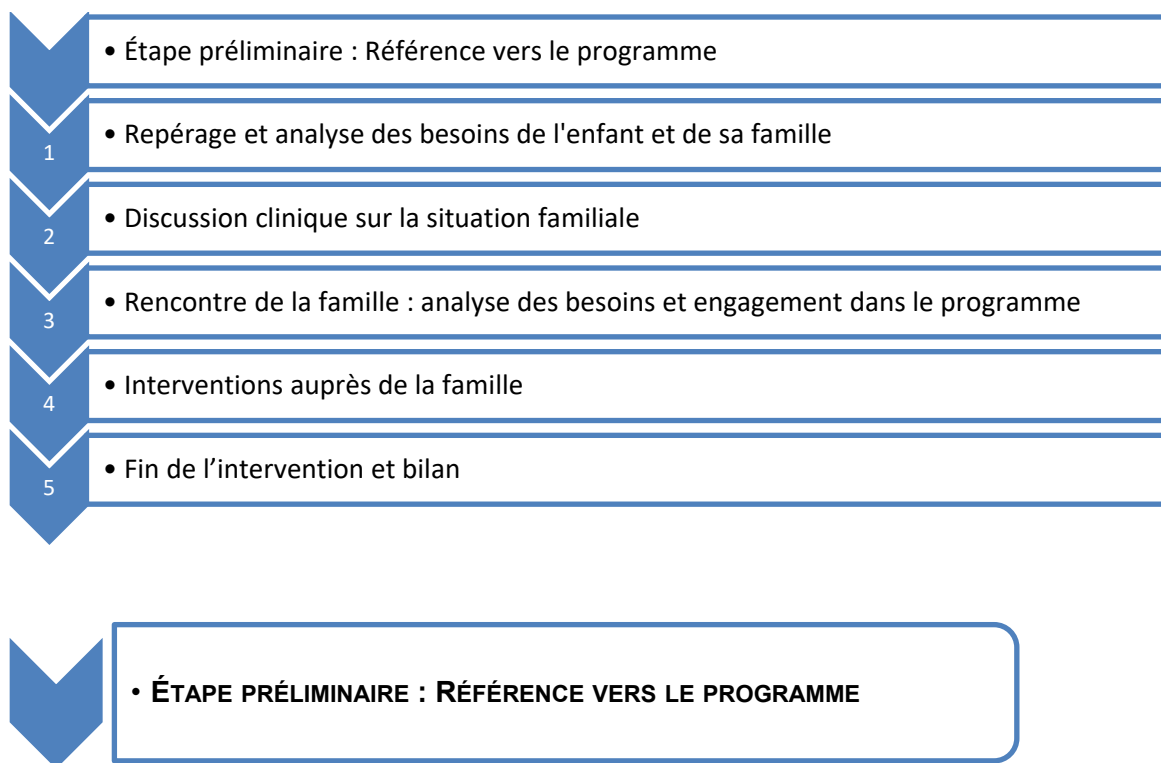 • Étape préliminaire : Référence vers le programme
1
• Repérage et analyse des besoins de l'enfant et de sa famille
2
• Discussion clinique sur la situation familiale
3
• Rencontre de la famille : analyse des besoins et engagement dans le programme
4
• Interventions auprès de la famille
5
• Fin de l’intervention et bilan
• ÉTAPE PRÉLIMINAIRE : RÉFÉRENCE VERS LE PROGRAMME